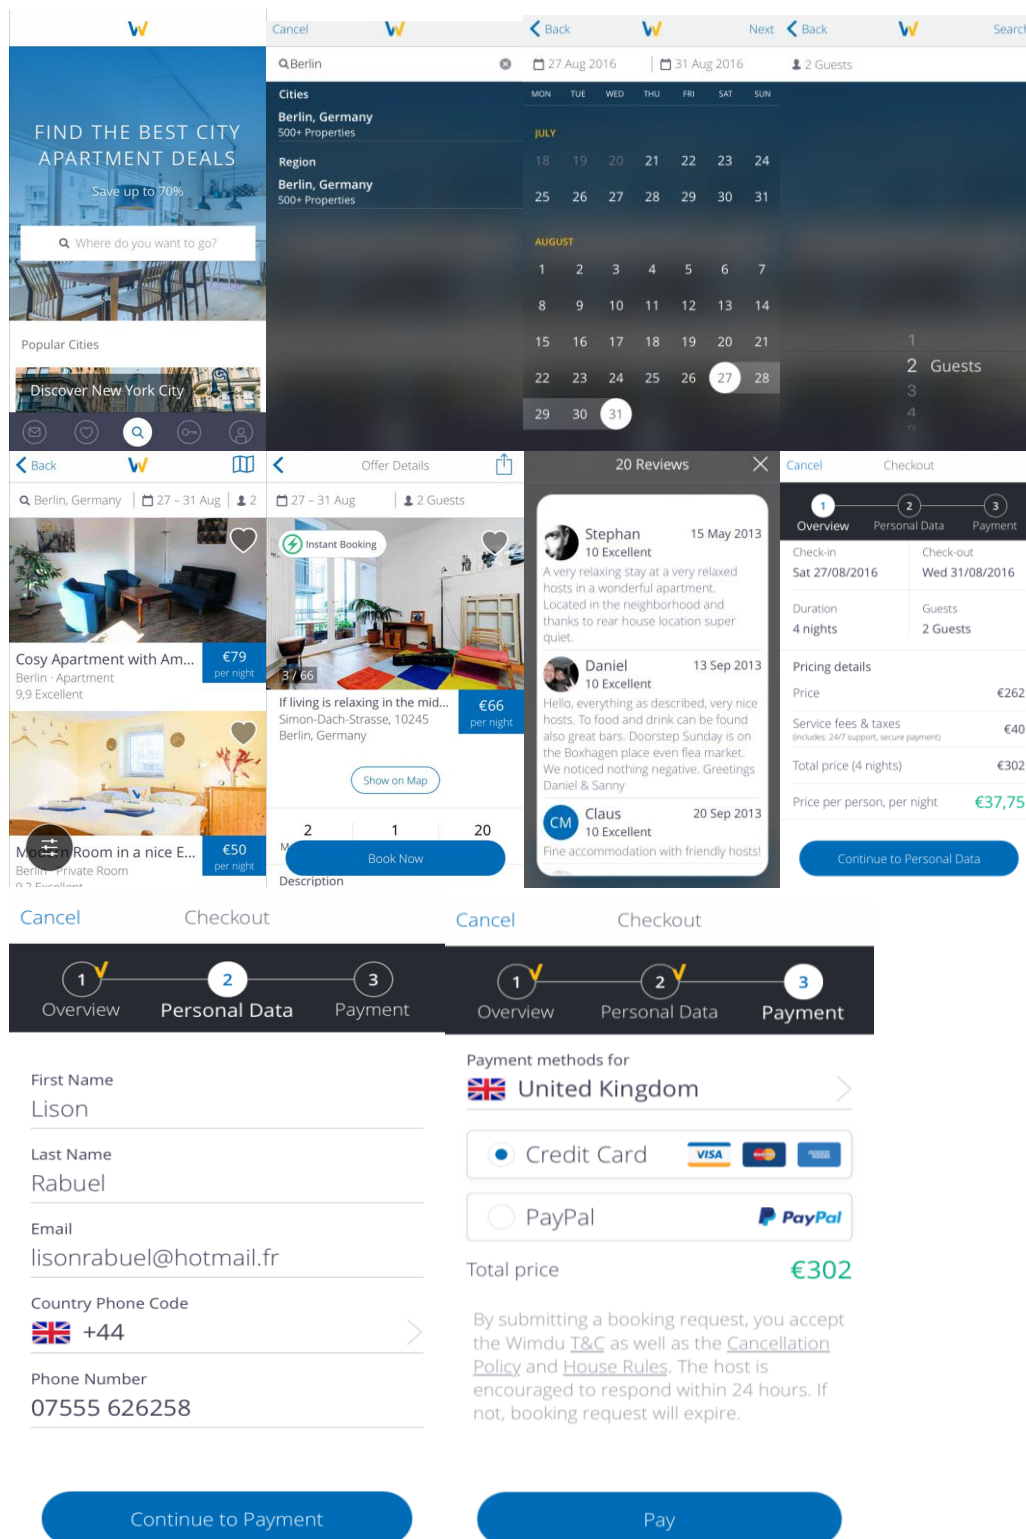 FIND THE BEST CITY
APARTMENT DEALS
Save up to 70%
Where do you want to go?
Popular Cities
Discover New York City
Cancel
Berlin
Cities
Berlin, Germany
500+ Properties
Region
Berlin, Germany
500+ Properties
Back
Next
27 Aug 2016
31 Aug 2016
MON TUE WED THU FRI SAT SUN
JULY
18 19 20 21 22 23 24
25 26 27 28 29 30 31
AUGUST
1 2 3 4 5 6 7
8 9 10 11 12 13 14
15 16 17 18 19 20 21
22 23 24 25 26 27 28
29 30 31
Back
Search
2 Guests
1
2 Guests
3
4
5
Back
Berlin, Germany
27 – 31 Aug
2
€79
per night
Cosy Apartment with Am...
Berlin · Apartment
9,9 Excellent
€50
per night
Modern Room in a nice E...
Berlin · Private Room
9,2 Excellent
Offer Details
27 – 31 Aug
2 Guests
Instant Booking
3 / 66
If living is relaxing in the mid...
Simon-Dach-Strasse, 10245
Berlin, Germany
€66
per night
Show on Map
2 1 20
Book Now
Description
20 Reviews
Stephan
15 May 2013
10 Excellent
A very relaxing stay at a very relaxed
hosts in a wonderful apartment.
Located in the neighborhood and
thanks to rear house location super
quiet.
Daniel
13 Sep 2013
10 Excellent
Hello, everything as described, very nice
hosts. To food and drink can be found
also great bars. Doorstep Sunday is on
the Boxhagen place even flea market.
We noticed nothing negative. Greetings
Daniel & Sanny
CM
Claus
20 Sep 2013
10 Excellent
Fine accommodation with friendly hosts!
Cancel
Checkout
1 2 3
Overview Personal Data Payment
Check-in
Check-out
Sat 27/08/2016
Wed 31/08/2016
Duration
Guests
4 nights
2 Guests
Pricing details
Price
€262
Service fees & taxes
(includes: 24/7 support, secure payment)
€40
Total price (4 nights)
€302
Price per person, per night
€37,75
Continue to Personal Data
Cancel
Checkout
1 2 3
Overview Personal Data Payment
First Name
Lison
Last Name
Rabuel
Email
lisonrabuel@hotmail.fr
Country Phone Code
+44
Phone Number
07555 626258
Continue to Payment
Cancel
Checkout
1 2 3
Overview Personal Data Payment
Payment methods for
United Kingdom
Credit Card
VISA
PayPal
PayPal
Total price
€302
By submitting a booking request, you accept
the Wimdu T&C as well as the Cancellation
Policy and House Rules. The host is
encouraged to respond within 24 hours. If
not, booking request will expire.
Pay